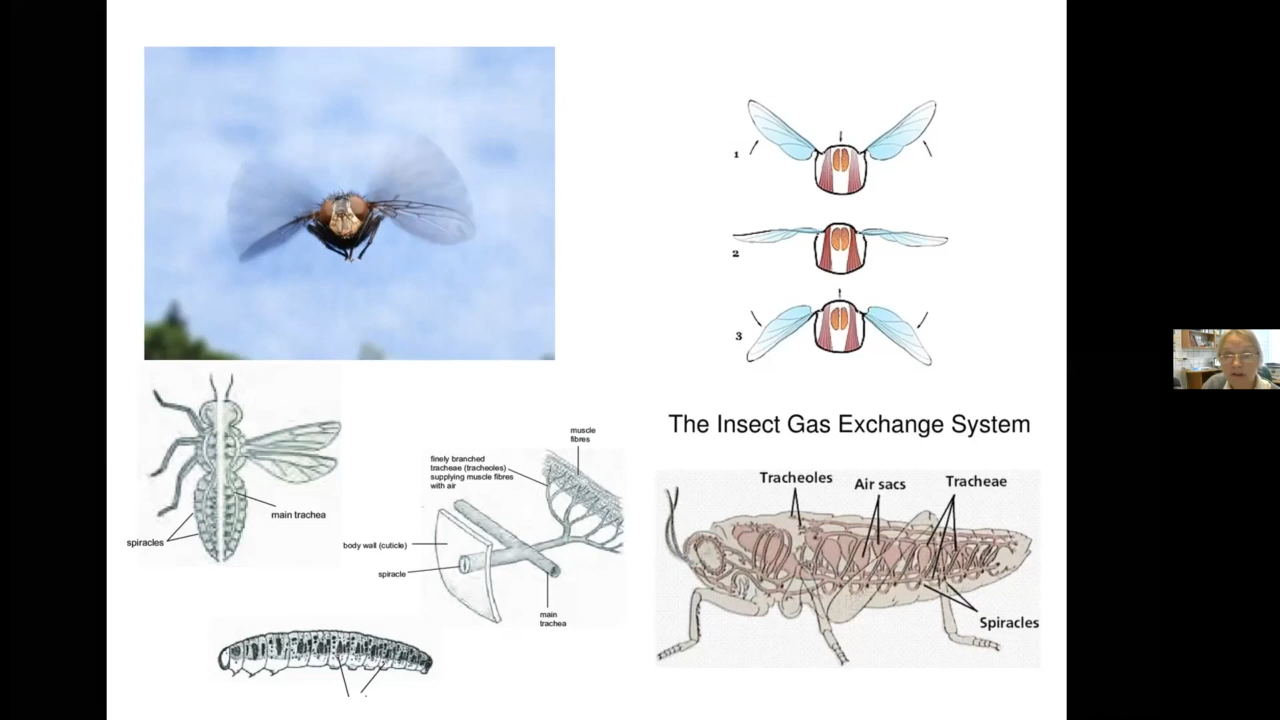 1
2
3
The Insect Gas Exchange System
main trachea
spiracles
muscle
fibres
finely branched
tracheae (tracheoles)
supplying muscle fibres
with air
body wall (cuticle)
spiracle
main
trachea
Tracheoles
Air sacs
Tracheae
Spiracles